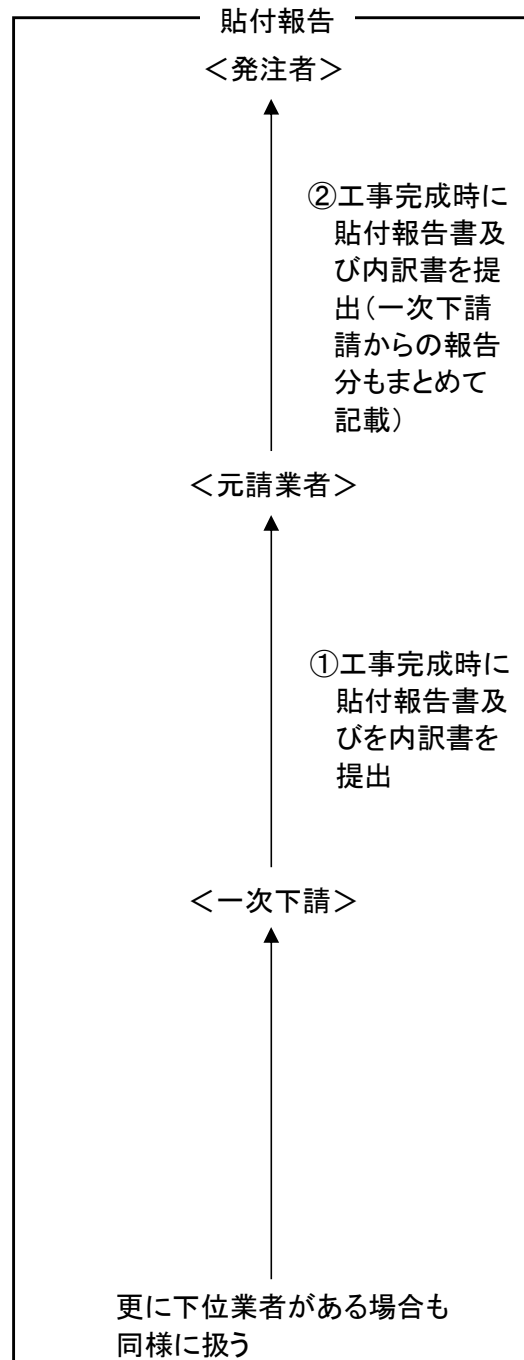 貼付報告
＜発注者＞
②工事完成時に
貼付報告書及
び内訳書を提
出（一次下請
請からの報告
分もまとめて
記載）
＜元請業者＞
①工事完成時に
貼付報告書及
びを内訳書を
提出
＜一次下請＞
更に下位業者がある場合も
同様に扱う